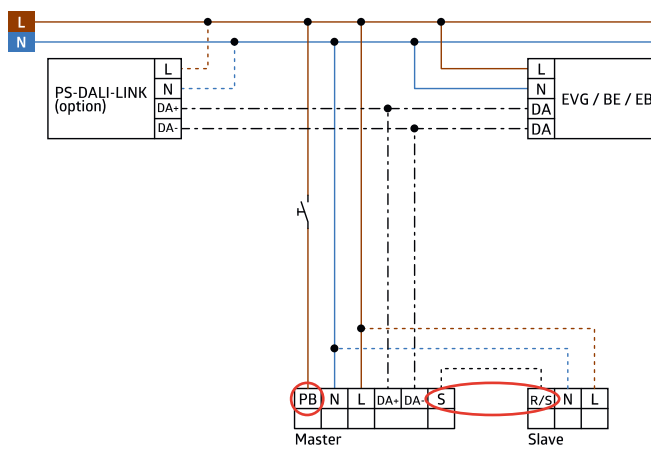 L
N
PS-DALI-LINK
(option)
L
N
DA+
DA-
L
N
DA
DA
EVG / BE / EB
PB N L DA+ DA- S
R/S N L
Master
Slave